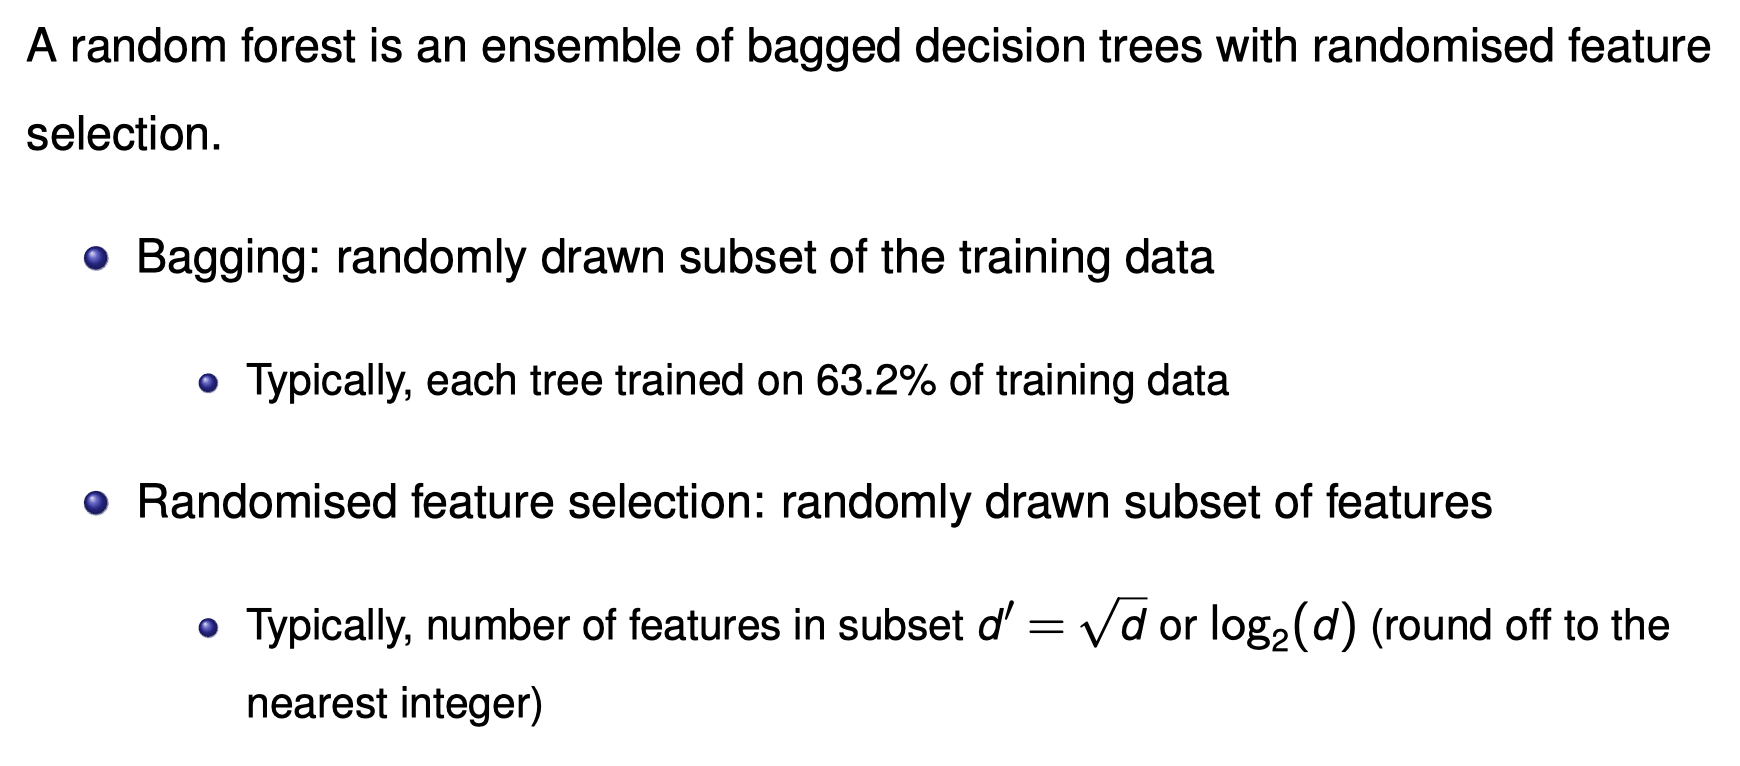 A random forest is an ensemble of bagged decision trees with randomised feature
selection.
Bagging: randomly drawn subset of the training data
Typically, each tree trained on 63.2% of training data
Randomised feature selection: randomly drawn subset of features
Typically, number of features in subset d′ = √d or log₂(d) (round off to the
nearest integer)